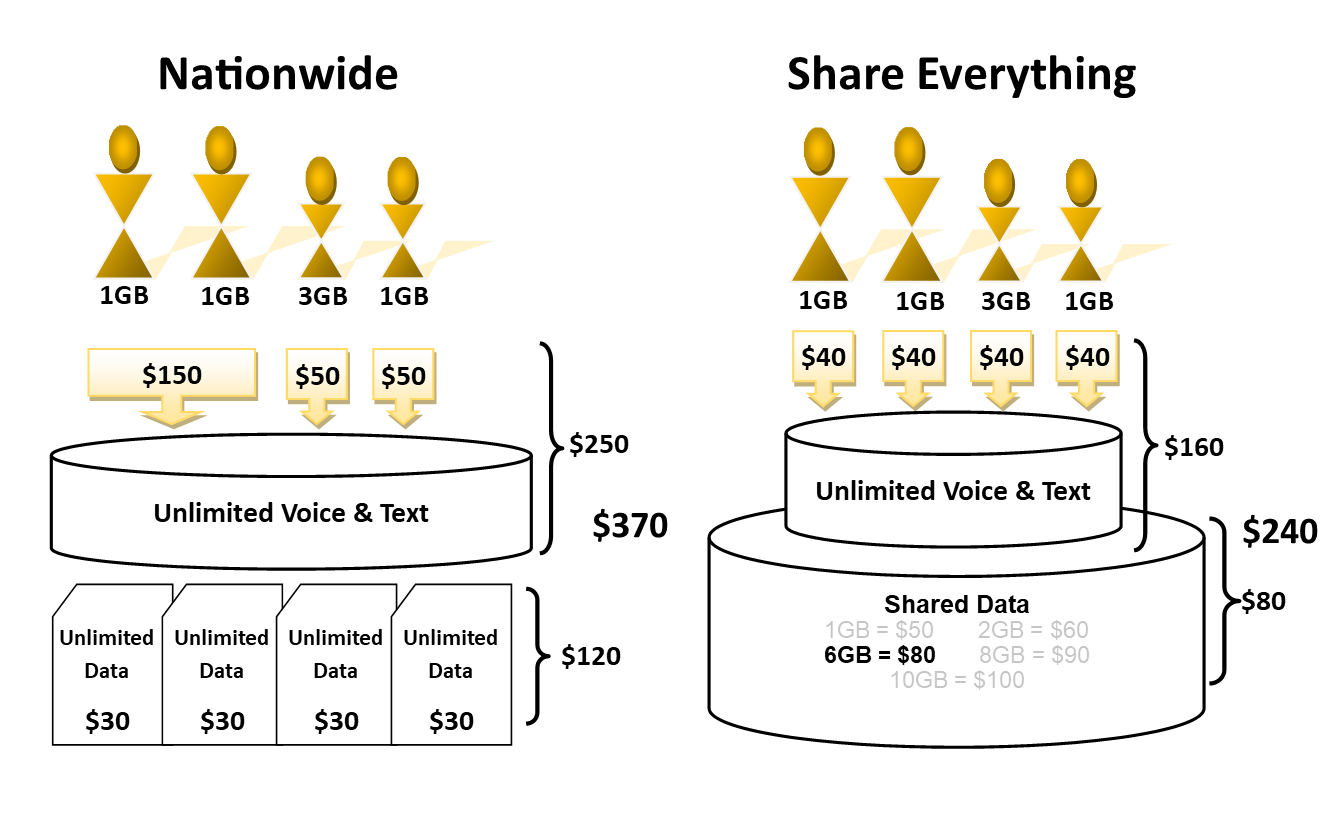 Nationwide
1GB 1GB 3GB 1GB
$150 $50 $50
$250
Unlimited Voice & Text
$370
Unlimited Data $30
Unlimited Data $30
Unlimited Data $30
Unlimited Data $30
$120
Share Everything
1GB 1GB 3GB 1GB
$40 $40 $40 $40
$160
Unlimited Voice & Text
$240
Shared Data
1GB = $50 2GB = $60
6GB = $80 8GB = $90
10GB = $100
$80